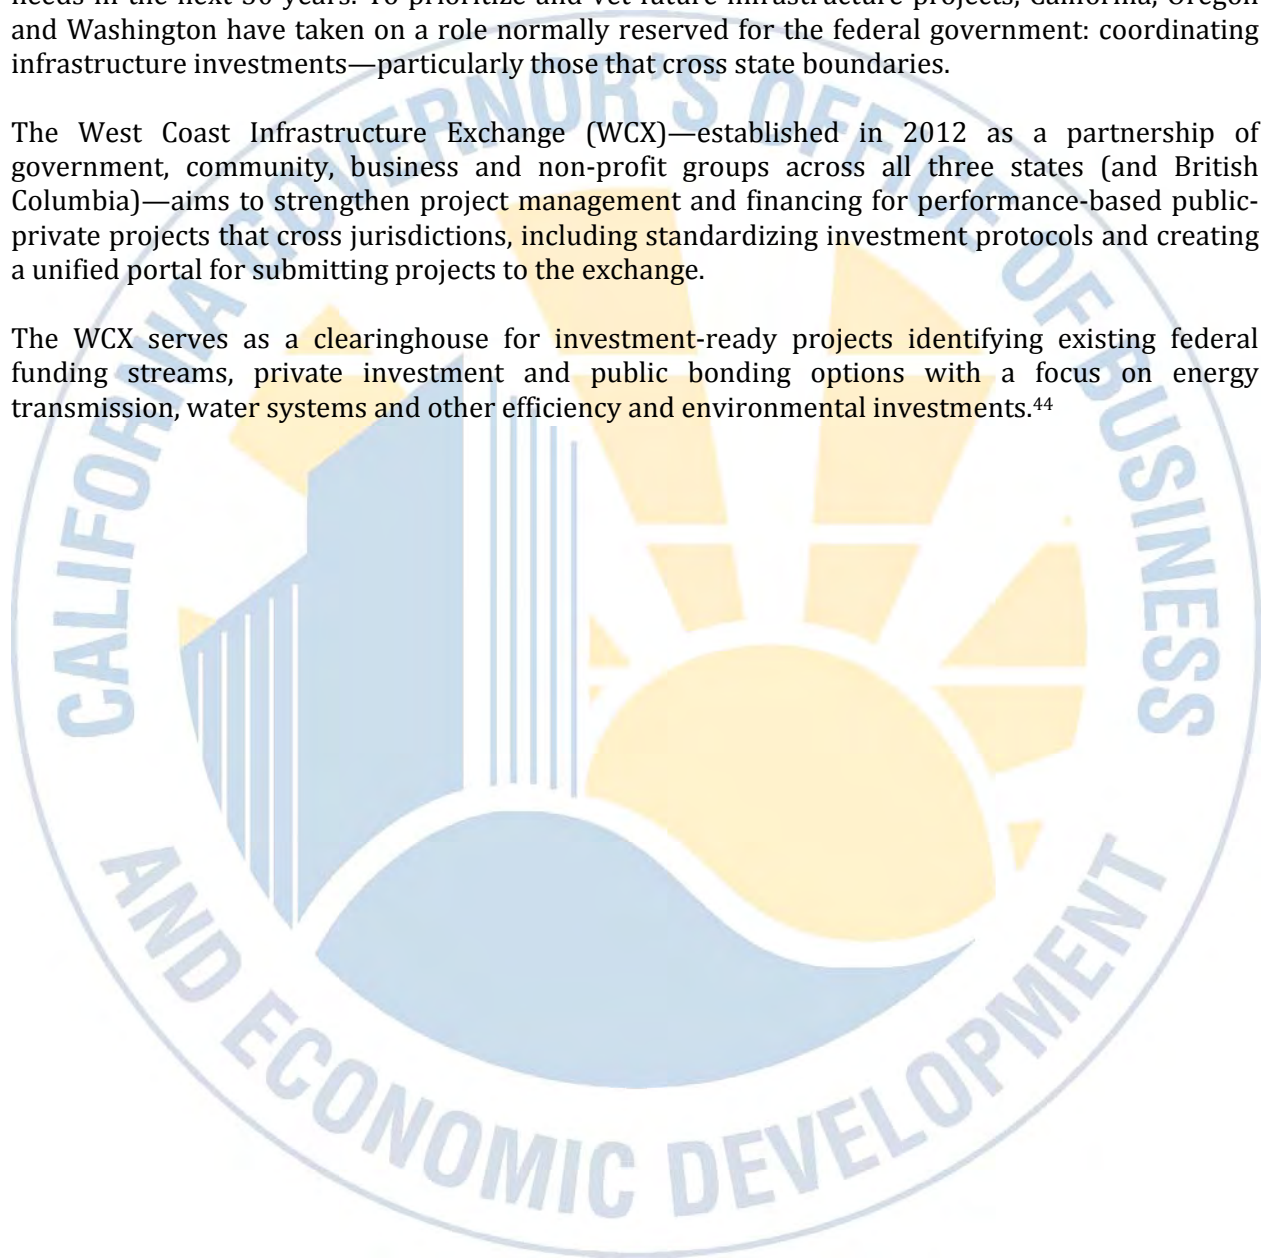 needs in the next 30 years. To prioritize and vet future infrastructure projects, California, Oregon
and Washington have taken on a role normally reserved for the federal government: coordinating
infrastructure investments—particularly those that cross state boundaries.
The West Coast Infrastructure Exchange (WCX)—established in 2012 as a partnership of
government, community, business and non-profit groups across all three states (and British
Columbia)—aims to strengthen project management and financing for performance-based public-
private projects that cross jurisdictions, including standardizing investment protocols and creating
a unified portal for submitting projects to the exchange.
The WCX serves as a clearinghouse for investment-ready projects identifying existing federal
funding streams, private investment and public bonding options with a focus on energy
transmission, water systems and other efficiency and environmental investments.⁴⁴
CALIFORNIA GOVERNOR'S OFFICE OF BUSINESS
AND ECONOMIC DEVELOPMENT